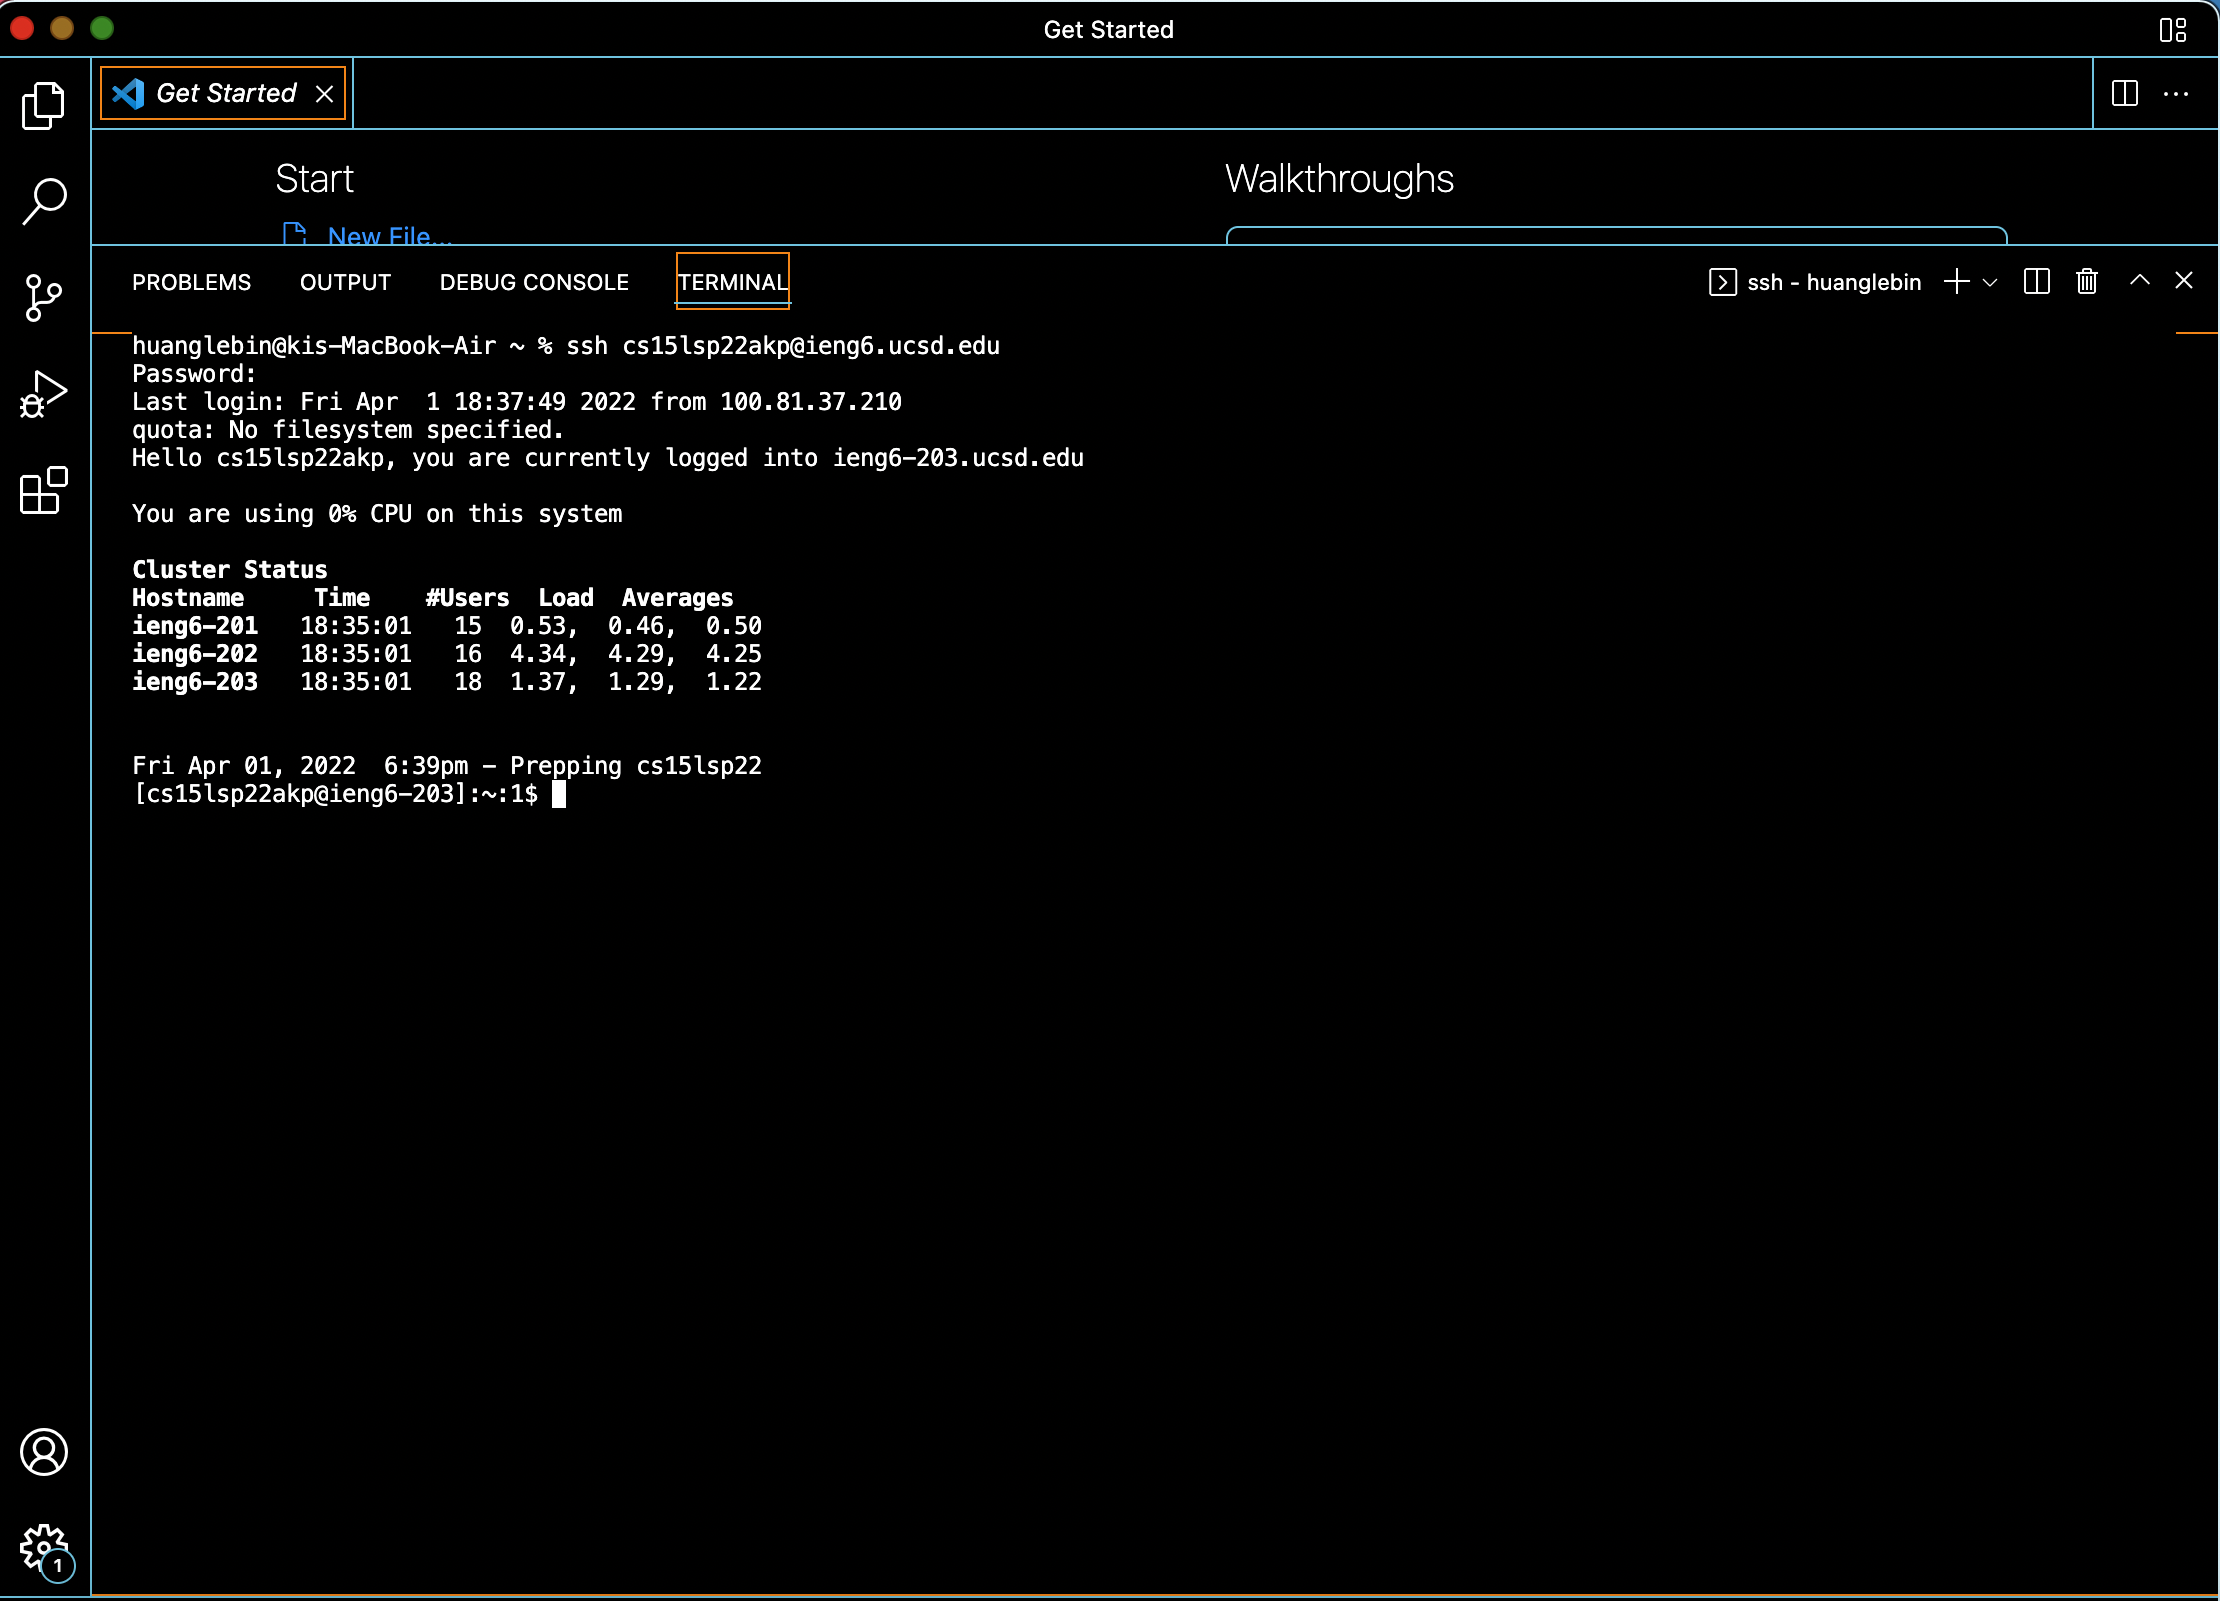 Get Started
Get Started
Start
Walkthroughs
New File...
PROBLEMS OUTPUT DEBUG CONSOLE TERMINAL ssh - huanglebin
huanglebin@kis-MacBook-Air ~ % ssh cs15lsp22akp@ieng6.ucsd.edu
Password:
Last login: Fri Apr  1 18:37:49 2022 from 100.81.37.210
quota: No filesystem specified.
Hello cs15lsp22akp, you are currently logged into ieng6-203.ucsd.edu
You are using 0% CPU on this system
Cluster Status
Hostname     Time    #Users  Load  Averages
ieng6-201   18:35:01   15  0.53,  0.46,  0.50
ieng6-202   18:35:01   16  4.34,  4.29,  4.25
ieng6-203   18:35:01   18  1.37,  1.29,  1.22
Fri Apr 01, 2022  6:39pm - Prepping cs15lsp22
[cs15lsp22akp@ieng6-203]:~:1$
1